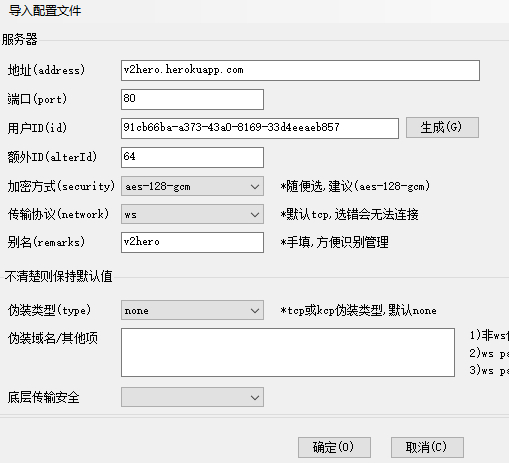 导入配置文件
服务器
地址(address) v2hero.herokuapp.com
端口(port) 80
用户ID(id) 91cb66ba-a373-43a0-8169-33d4eeaeb857 生成(G)
额外ID(alterId) 64
加密方式(security) aes-128-gcm *随便选,建议(aes-128-gcm)
传输协议(network) ws *默认tcp,选错会无法连接
别名(remarks) v2hero *手填,方便识别管理
不清楚则保持默认值
伪装类型(type) none *tcp或kcp伪装类型,默认none
伪装域名/其他项 1)非ws
2)ws
3)ws
底层传输安全
确定(O) 取消(C)